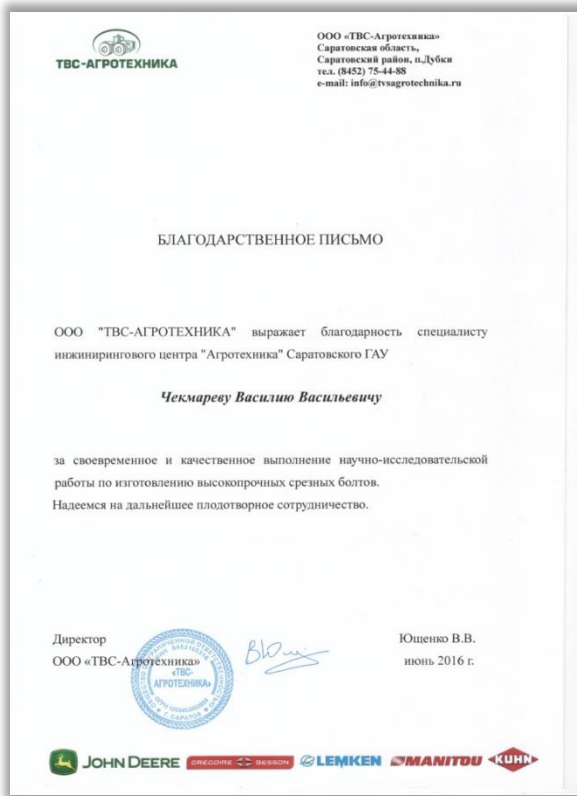 ТВС-АГРОТЕХНИКА
ООО «ТВС-Агротехника»
Саратовская область,
Саратовский район, п.Дубки
тел. (8452) 75-44-88
e-mail: info@tvsagrotechnika.ru
БЛАГОДАРСТВЕННОЕ ПИСЬМО
ООО "ТВС-АГРОТЕХНИКА" выражает благодарность специалисту
инжинирингового центра "Агротехника" Саратовского ГАУ
Чекмареву Василию Васильевичу
за своевременное и качественное выполнение научно-исследовательской
работы по изготовлению высокопрочных срезных болтов.
Надеемся на дальнейшее плодотворное сотрудничество.
Директор
Ющенко В.В.
ООО «ТВС-Агротехника»
июнь 2016 г.
«ТВС-
АГРОТЕХНИКА»
Г. САРАТОВ
JOHN DEERE GREGOIRE BESSON LEMKEN MANITOU KUHN